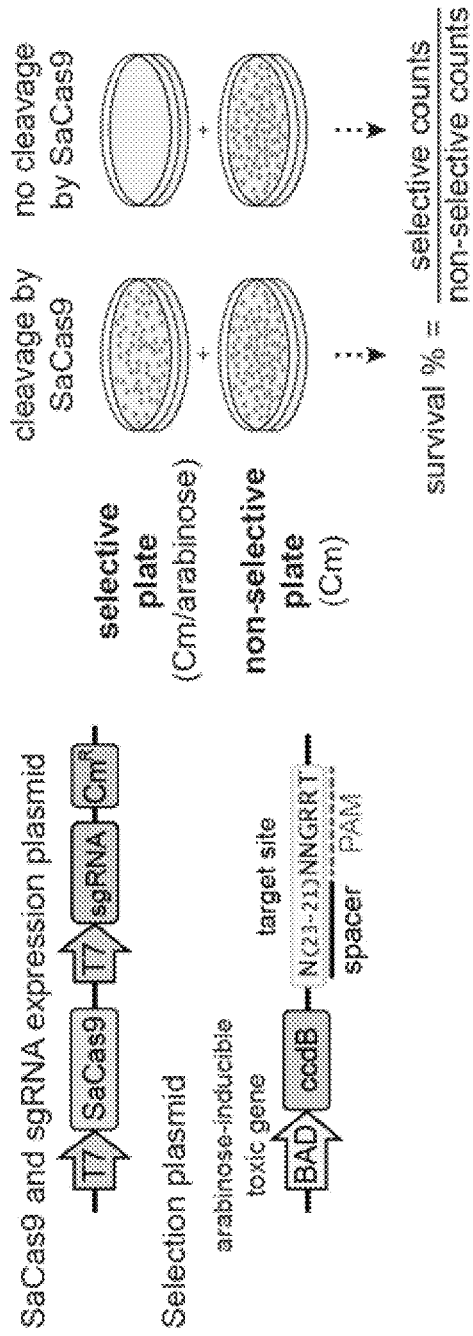 SaCas9 and sgRNA expression plasmid
T7 SaCas9 T7 sgRNA Cmᴿ
Selection plasmid
arabinose-inducible
toxic gene
target site
BAD ccdB N(23-21)NNGRRT
spacer PAM
cleavage by
SaCas9
no cleavage
by SaCas9
selective
plate
(Cm/arabinose)
+ +
non-selective
plate
(Cm)
survival % = selective counts
non-selective counts